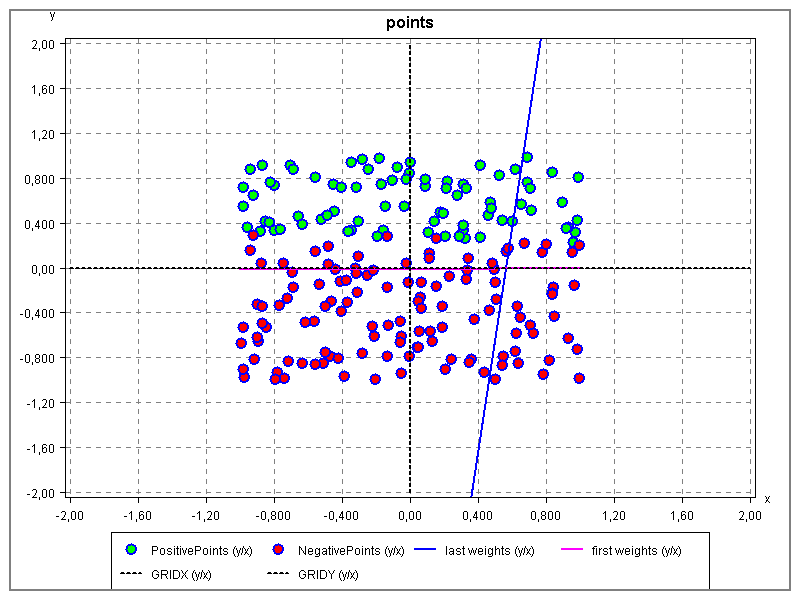 points
y
2,00
1,60
1,20
0,800
0,400
0,00
-0,400
-0,800
-1,20
-1,60
-2,00
-2,00 -1,60 -1,20 -0,800 -0,400 0,00 0,400 0,800 1,20 1,60 2,00
x
PositivePoints (y/x) NegativePoints (y/x) last weights (y/x) first weights (y/x)
GRIDX (y/x) GRIDY (y/x)